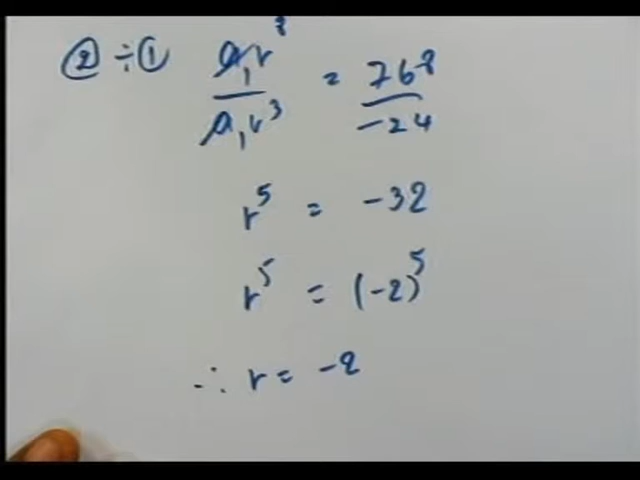 ② ÷ ① a₁r⁸ / a₁r³ = 768 / -24
r⁵ = -32
r⁵ = (-2)⁵
∴ r = -2